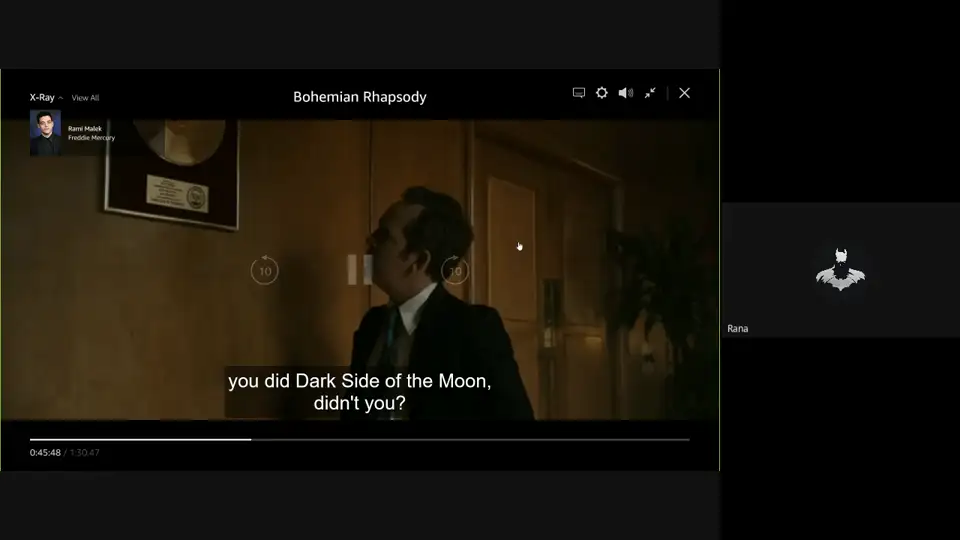 X-Ray View All
Bohemian Rhapsody
Rami Malek
Freddie Mercury
10
10
you did Dark Side of the Moon,
didn't you?
0:45:48 / 1:30:47
Rana